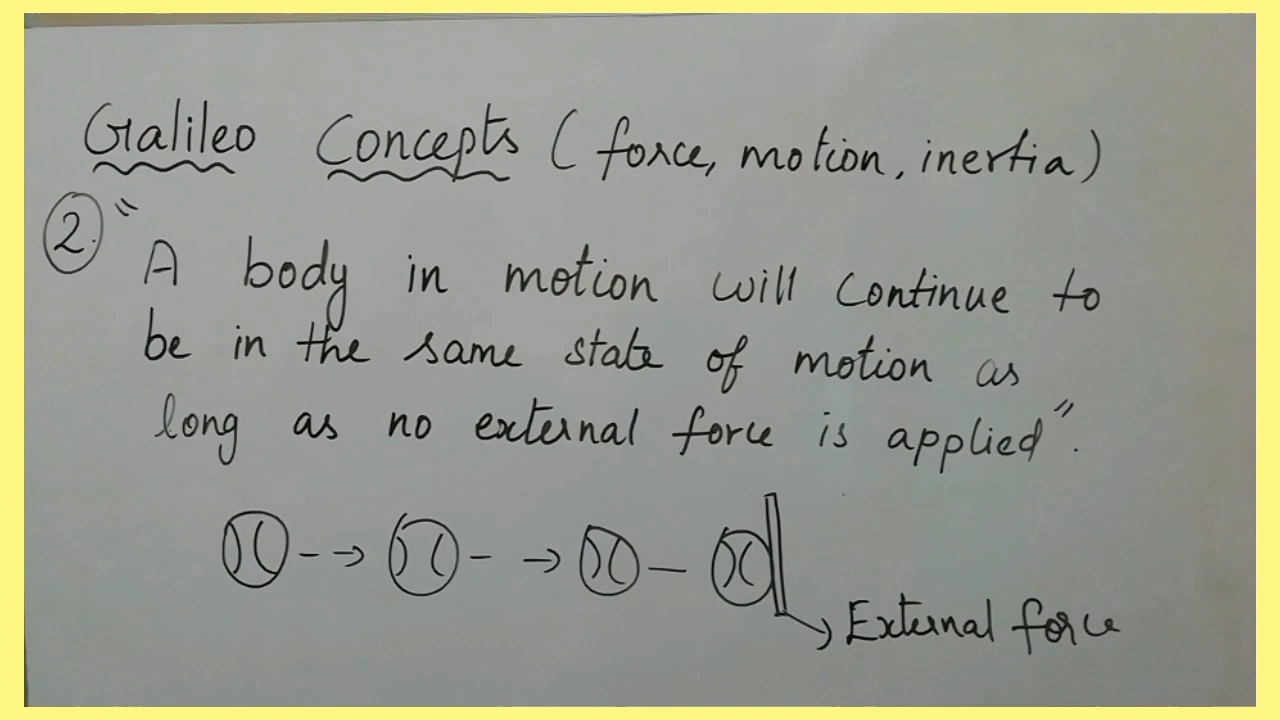 Galileo Concepts (force, motion, inertia)
2. "A body in motion will continue to
be in the same state of motion as
long as no external force is applied".
External force